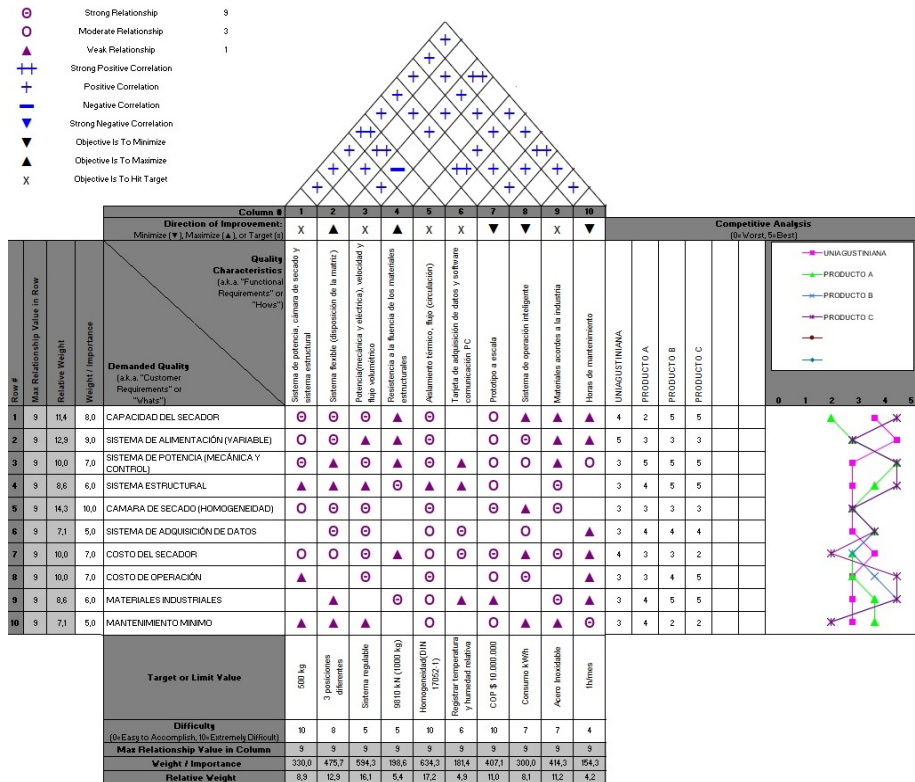 Strong Relationship 9
Moderate Relationship 3
Weak Relationship 1
Strong Positive Correlation
Positive Correlation
Negative Correlation
Strong Negative Correlation
Objective Is To Minimize
Objective Is To Maximize
X Objective Is To Hit Target
Column # 1 2 3 4 5 6 7 8 9 10
Direction of Improvement:
Minimize (▼), Maximize (▲), or Target (x)
X ▲ X ▲ X X ▼ ▼ X ▼
Competitive Analysis
(0=Worst, 5=Best)
Row #
Max Relationship Value in Row
Relative Weight
Weight / Importance
Quality
Characteristics
(a.k.a. "Functional
Requirements" or
"Hows")
Demanded Quality
(a.k.a. "Customer
Requirements" or
"Whats")
Sistema de potencia, cámara de secado y
sistema estructural
Sistema flexible (disposición de la matriz)
Potencia(mecánica y eléctrica), velocidad y
flujo volumétrico
Resistencia a la fluencia de los materiales
estructurales
Aislamiento térmico, flujo (circulación)
Tarjeta de adquisición de datos y software
comunicación PC
Prototipo a escala
Sistema de operación inteligente
Materiales acordes a la industria
Horas de mantenimiento
UNIAGUSTINIANA
PRODUCTO A
PRODUCTO B
PRODUCTO C
UNIAGUSTINIANA
PRODUCTO A
PRODUCTO B
PRODUCTO C
0 1 2 3 4 5
1 9 11,4 8,0 CAPACIDAD DEL SECADOR 4 2 5 5
2 9 12,9 9,0 SISTEMA DE ALIMENTACIÓN (VARIABLE) 5 3 3 3
3 9 10,0 7,0 SISTEMA DE POTENCIA (MECÁNICA Y
CONTROL) 3 5 5 5
4 9 8,6 6,0 SISTEMA ESTRUCTURAL 3 4 5 5
5 9 14,3 10,0 CAMARA DE SECADO (HOMOGENEIDAD) 3 3 3 3
6 9 7,1 5,0 SISTEMA DE ADQUISICIÓN DE DATOS 3 4 4 4
7 9 10,0 7,0 COSTO DEL SECADOR 4 3 3 2
8 9 10,0 7,0 COSTO DE OPERACIÓN 3 3 4 5
9 9 8,6 6,0 MATERIALES INDUSTRIALES 3 4 5 5
10 9 7,1 5,0 MANTENIMIENTO MINIMO 3 4 2 2
Target or Limit Value
500 kg
3 posiciones
diferentes
Sistema regulable
9810 kN (1000 kg)
Homogeneidad(DIN
17052-1)
Registrar temperatura
y humedad relativa
COP $ 10.000.000
Consumo kW/h
Acero Inoxidable
1h/mes
Difficulty
(0=Easy to Accomplish, 10=Extremely Difficult)
10 8 5 5 10 6 10 7 7 4
Max Relationship Value in Column 9 9 9 9 9 9 9 9 9 9
Weight / Importance 330,0 475,7 594,3 198,6 634,3 181,4 407,1 300,0 414,3 154,3
Relative Weight 8,9 12,9 16,1 5,4 17,2 4,9 11,0 8,1 11,2 4,2